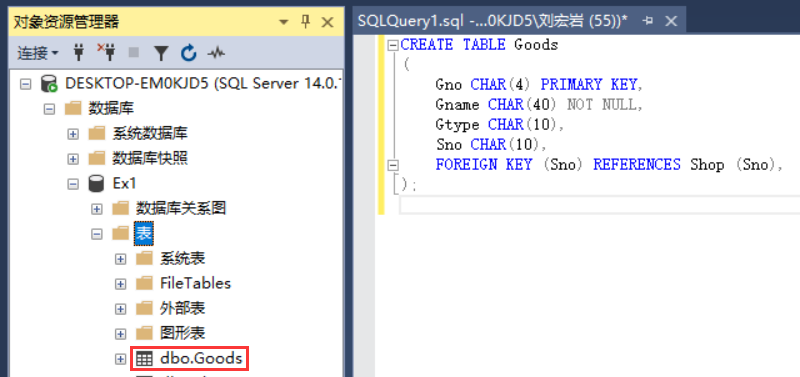 对象资源管理器
连接
DESKTOP-EM0KJD5 (SQL Server 14.0.1
数据库
系统数据库
数据库快照
Ex1
数据库关系图
表
系统表
FileTables
外部表
图形表
dbo.Goods
SQLQuery1.sql -...0KJD5\刘宏岩 (55))*
CREATE TABLE Goods
(
Gno CHAR(4) PRIMARY KEY,
Gname CHAR(40) NOT NULL,
Gtype CHAR(10),
Sno CHAR(10),
FOREIGN KEY (Sno) REFERENCES Shop (Sno),
);